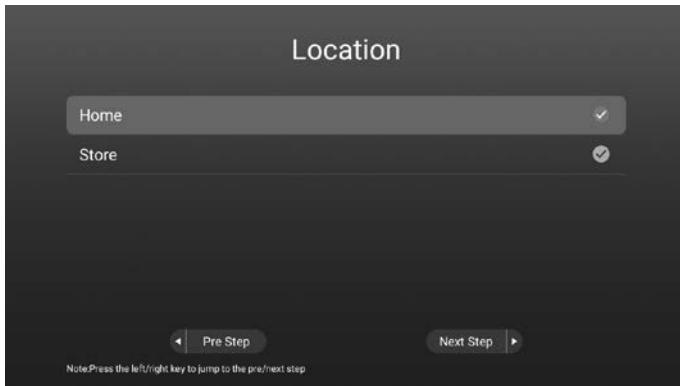 Location
Home
Store
Pre Step
Next Step
Note:Press the left/right key to jump to the pre/next step